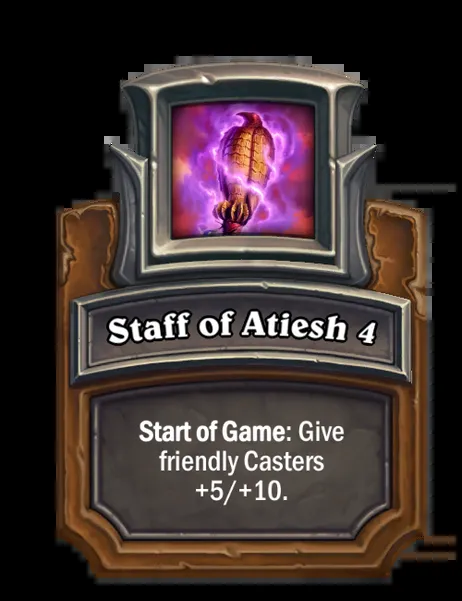 Staff of Atiesh 4
Start of Game: Give
friendly Casters
+5/+10.